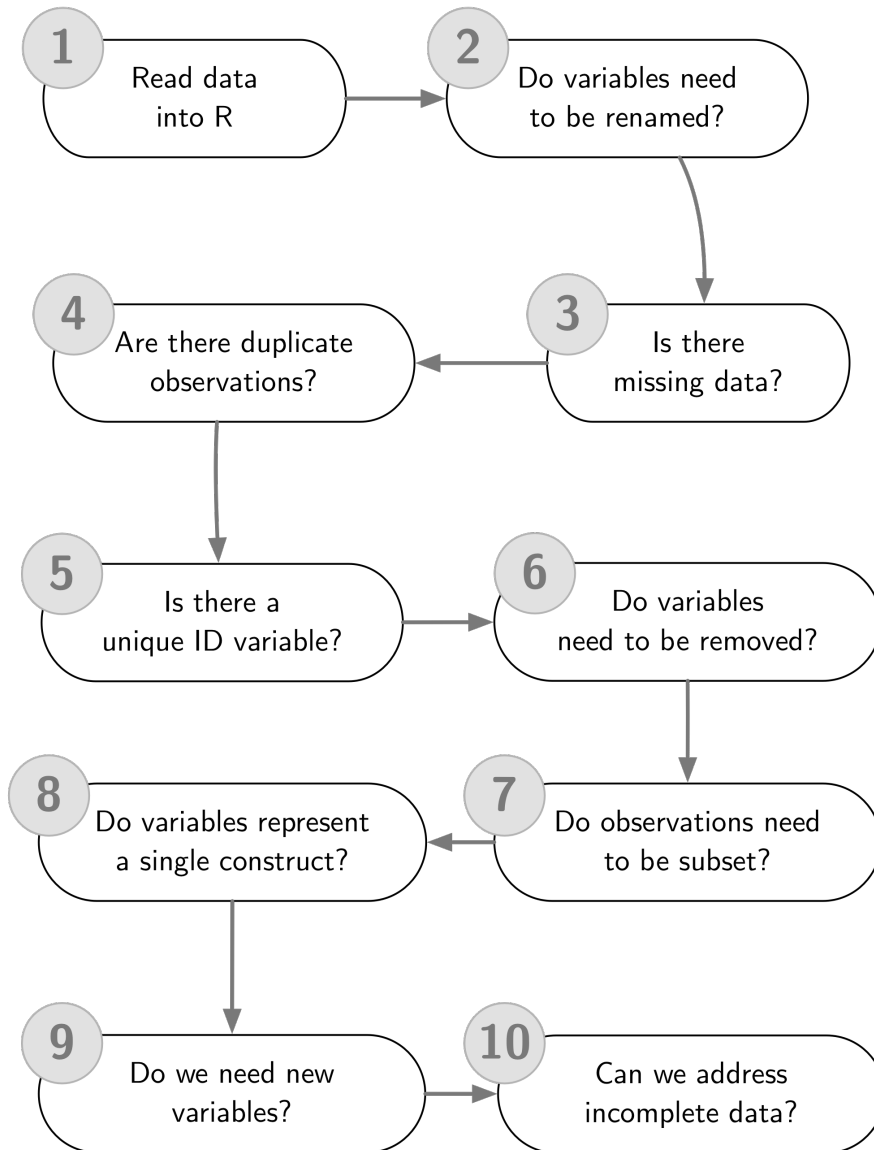 1
Read data
into R
2
Do variables need
to be renamed?
3
Is there
missing data?
4
Are there duplicate
observations?
5
Is there a
unique ID variable?
6
Do variables
need to be removed?
7
Do observations need
to be subset?
8
Do variables represent
a single construct?
9
Do we need new
variables?
10
Can we address
incomplete data?